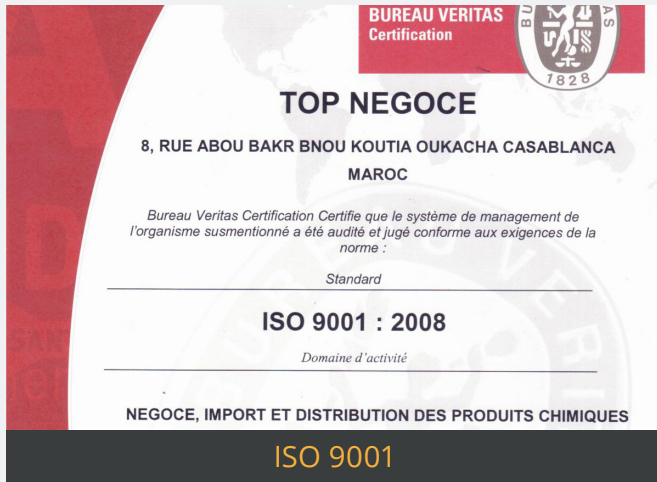 BUREAU VERITAS
Certification
1828
TOP NEGOCE
8, RUE ABOU BAKR BNOU KOUTIA OUKACHA CASABLANCA
MAROC
Bureau Veritas Certification Certifie que le système de management de
l'organisme susmentionné a été audité et jugé conforme aux exigences de la
norme :
Standard
ISO 9001 : 2008
Domaine d'activité
NEGOCE, IMPORT ET DISTRIBUTION DES PRODUITS CHIMIQUES
ISO 9001